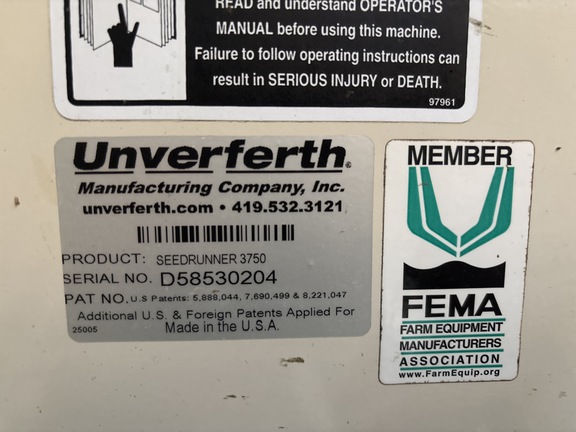 READ and understand OPERATOR'S
MANUAL before using this machine.
Failure to follow operating instructions can
result in SERIOUS INJURY or DEATH.
97961
Unverferth®
Manufacturing Company, Inc.
unverferth.com • 419.532.3121
PRODUCT: SEEDRUNNER 3750
SERIAL NO. D58530204
PAT NO. U.S Patents: 5,888,044, 7,690,499 & 8,221,047
Additional U.S. & Foreign Patents Applied For
25005 Made in the U.S.A.
MEMBER
FEMA
FARM EQUIPMENT
MANUFACTURERS
ASSOCIATION
www.FarmEquip.org